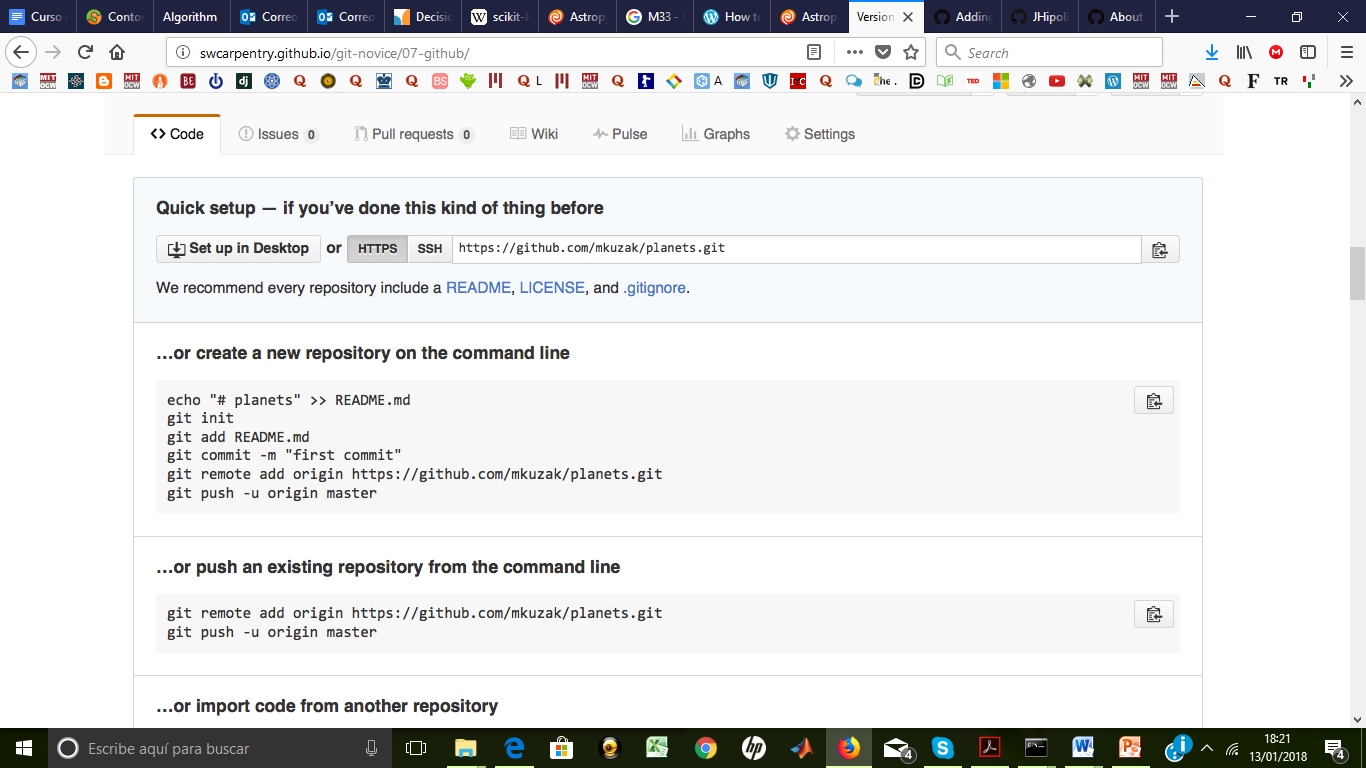 Curso
Conto
Algorithm
Correo
Correo
Decisio
scikit-l
Astrop
M33 -
How to
Astrop
Version
Adding
JHipoli
About
swcarpentry.github.io/git-novice/07-github/
Search
<> Code
Issues 0
Pull requests 0
Wiki
Pulse
Graphs
Settings
Quick setup — if you’ve done this kind of thing before
Set up in Desktop or HTTPS SSH https://github.com/mkuzak/planets.git
We recommend every repository include a README, LICENSE, and .gitignore.
…or create a new repository on the command line
echo "# planets" >> README.md
git init
git add README.md
git commit -m "first commit"
git remote add origin https://github.com/mkuzak/planets.git
git push -u origin master
…or push an existing repository from the command line
git remote add origin https://github.com/mkuzak/planets.git
git push -u origin master
…or import code from another repository
Escribe aquí para buscar
4
18:21
13/01/2018
4